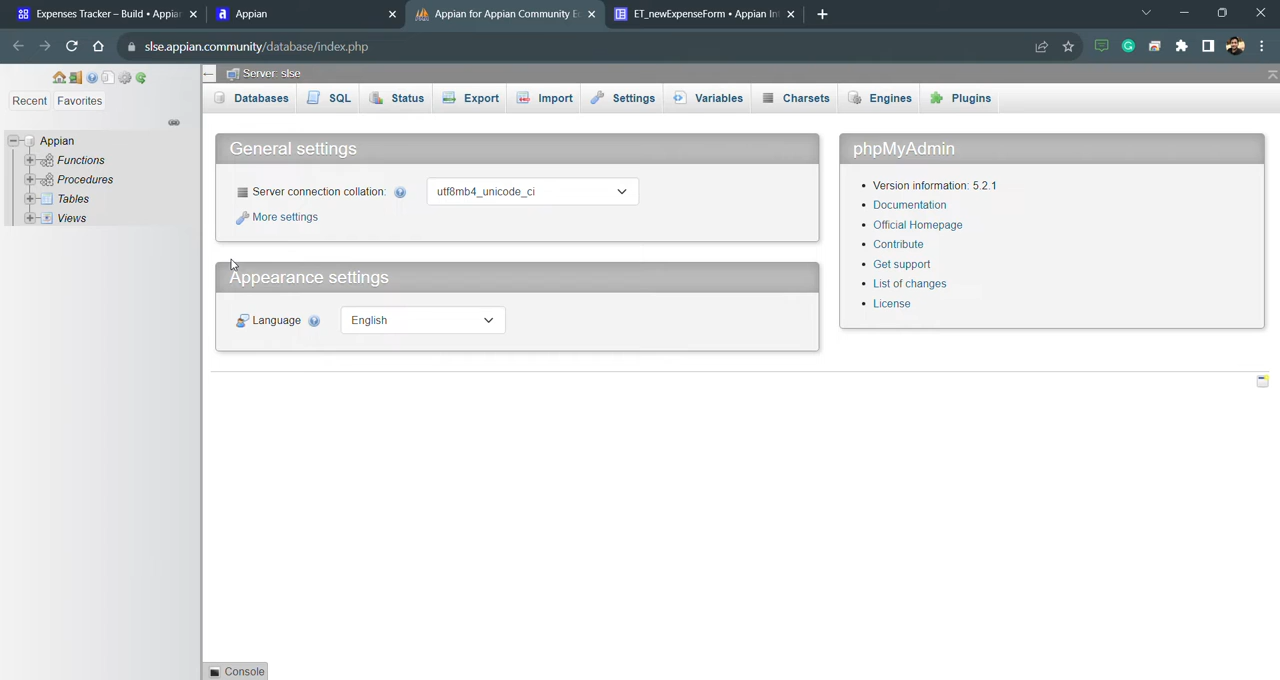 Expenses Tracker – Build • Appian
Appian
Appian for Appian Community E
ET_newExpenseForm • Appian In
slse.appian.community/database/index.php
Recent
Favorites
Server: slse
Databases
SQL
Status
Export
Import
Settings
Variables
Charsets
Engines
Plugins
Appian
Functions
Procedures
Tables
Views
General settings
Server connection collation:
utf8mb4_unicode_ci
More settings
Appearance settings
Language
English
phpMyAdmin
Version information: 5.2.1
Documentation
Official Homepage
Contribute
Get support
List of changes
License
Console